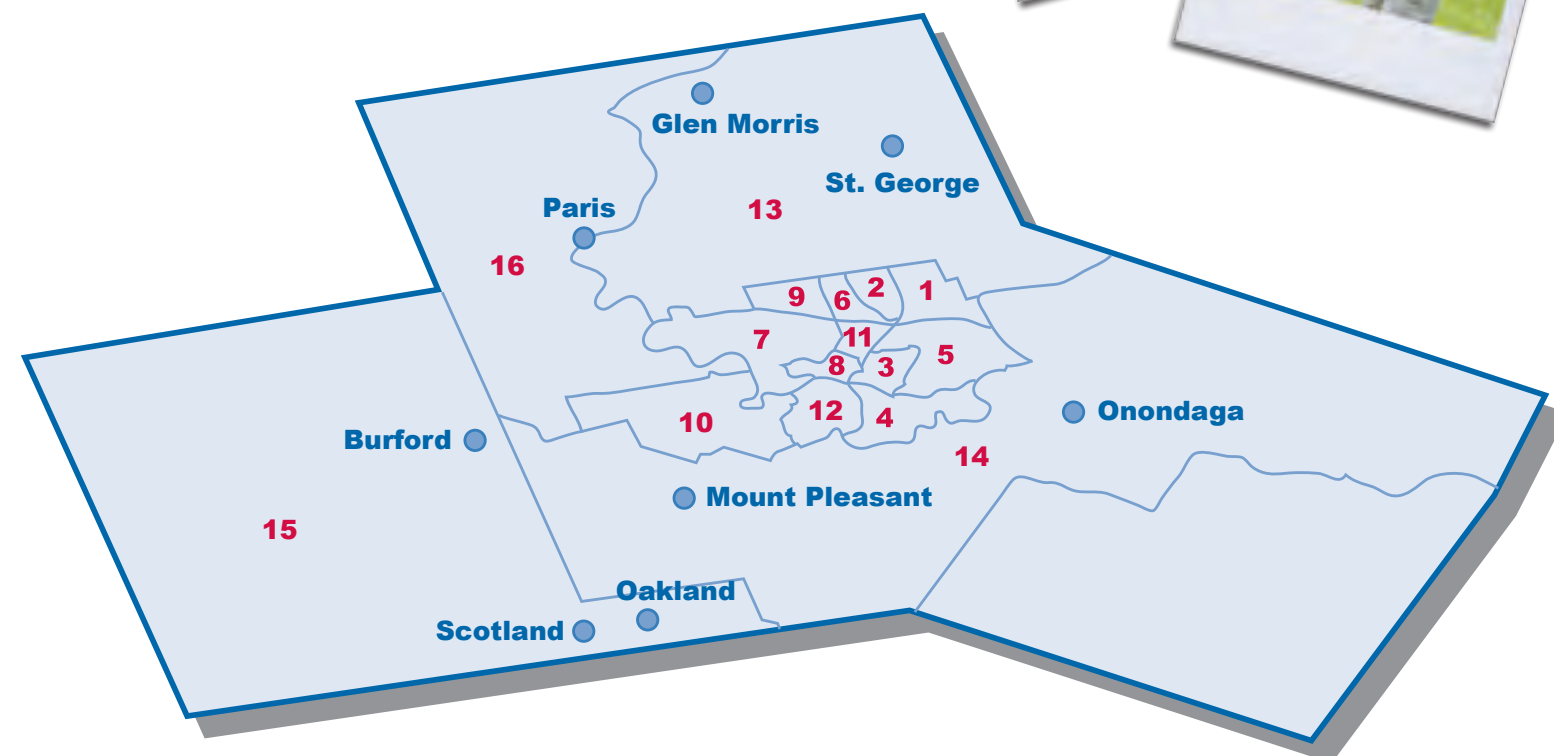 Glen Morris
St. George
Paris
13
16
9
6
2
1
7
11
8
3
5
10
12
4
Onondaga
Burford
14
Mount Pleasant
15
Oakland
Scotland